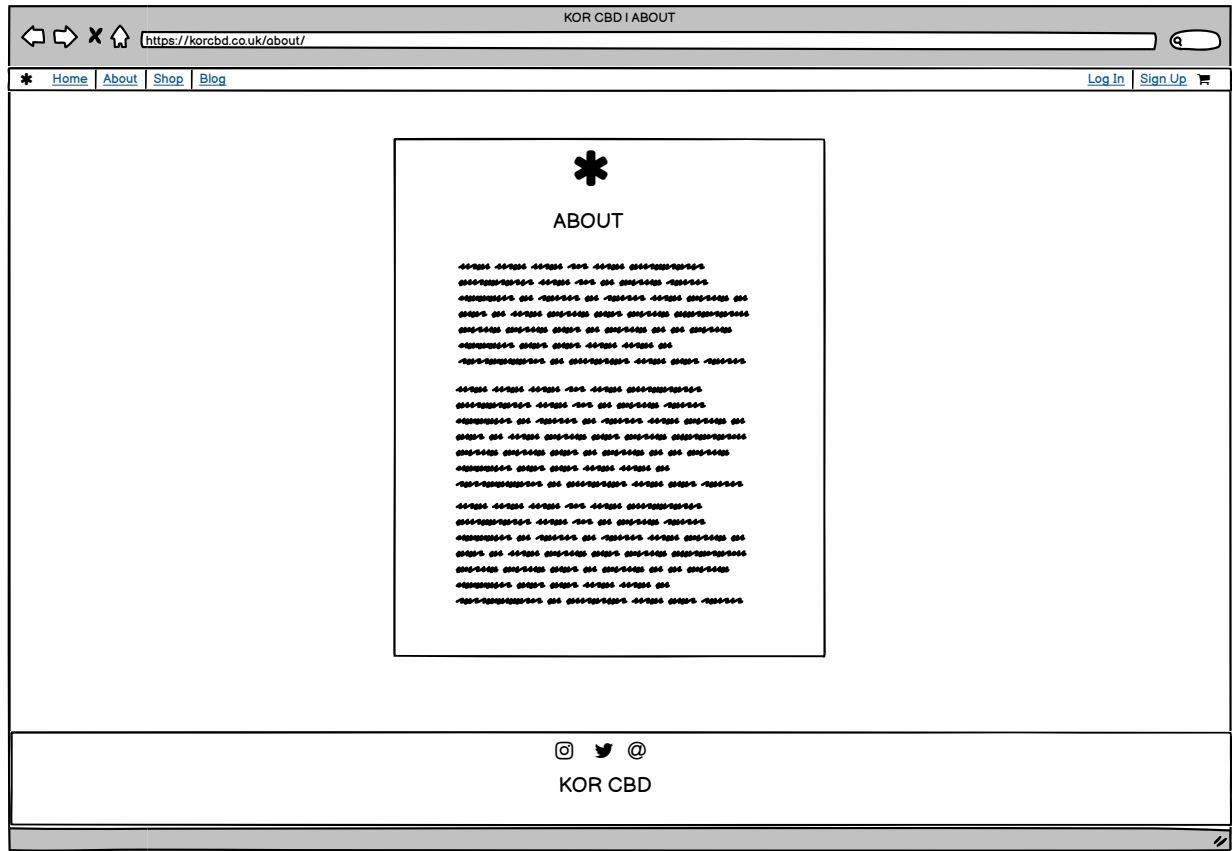 KOR CBD | ABOUT
https://korcbd.co.uk/about/
Home About Shop Blog Log In Sign Up
ABOUT
KOR CBD